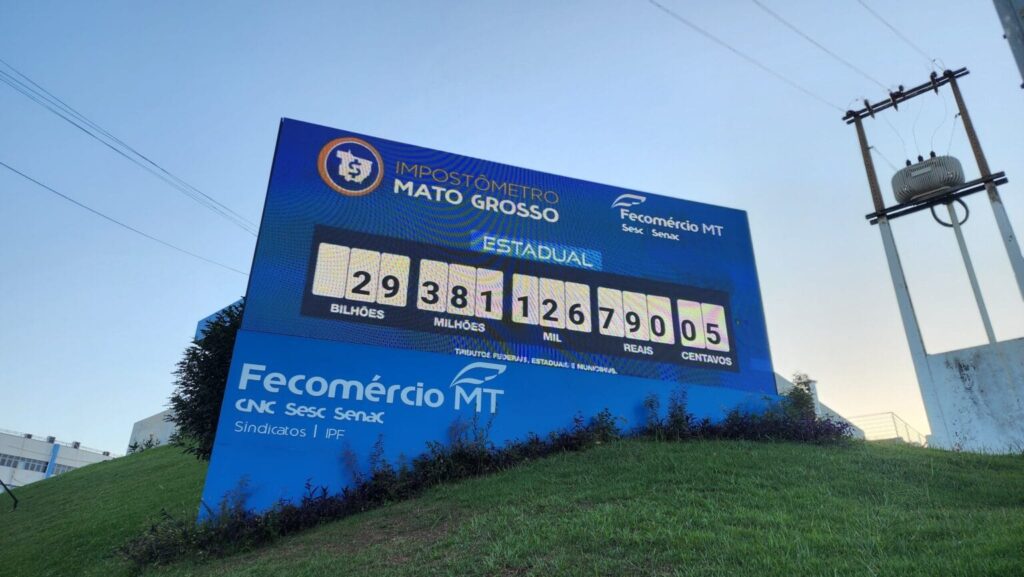 IMPOSTÔMETRO
MATO GROSSO
Fecomércio MT
Sesc | Senac
ESTADUAL
29 381 126 790 05
BILHÕES MILHÕES MIL REAIS CENTAVOS
TRIBUTOS FEDERAIS, ESTADUAIS E MUNICIPAIS.
Fecomércio MT
CNC Sesc Senac
Sindicatos | IPF